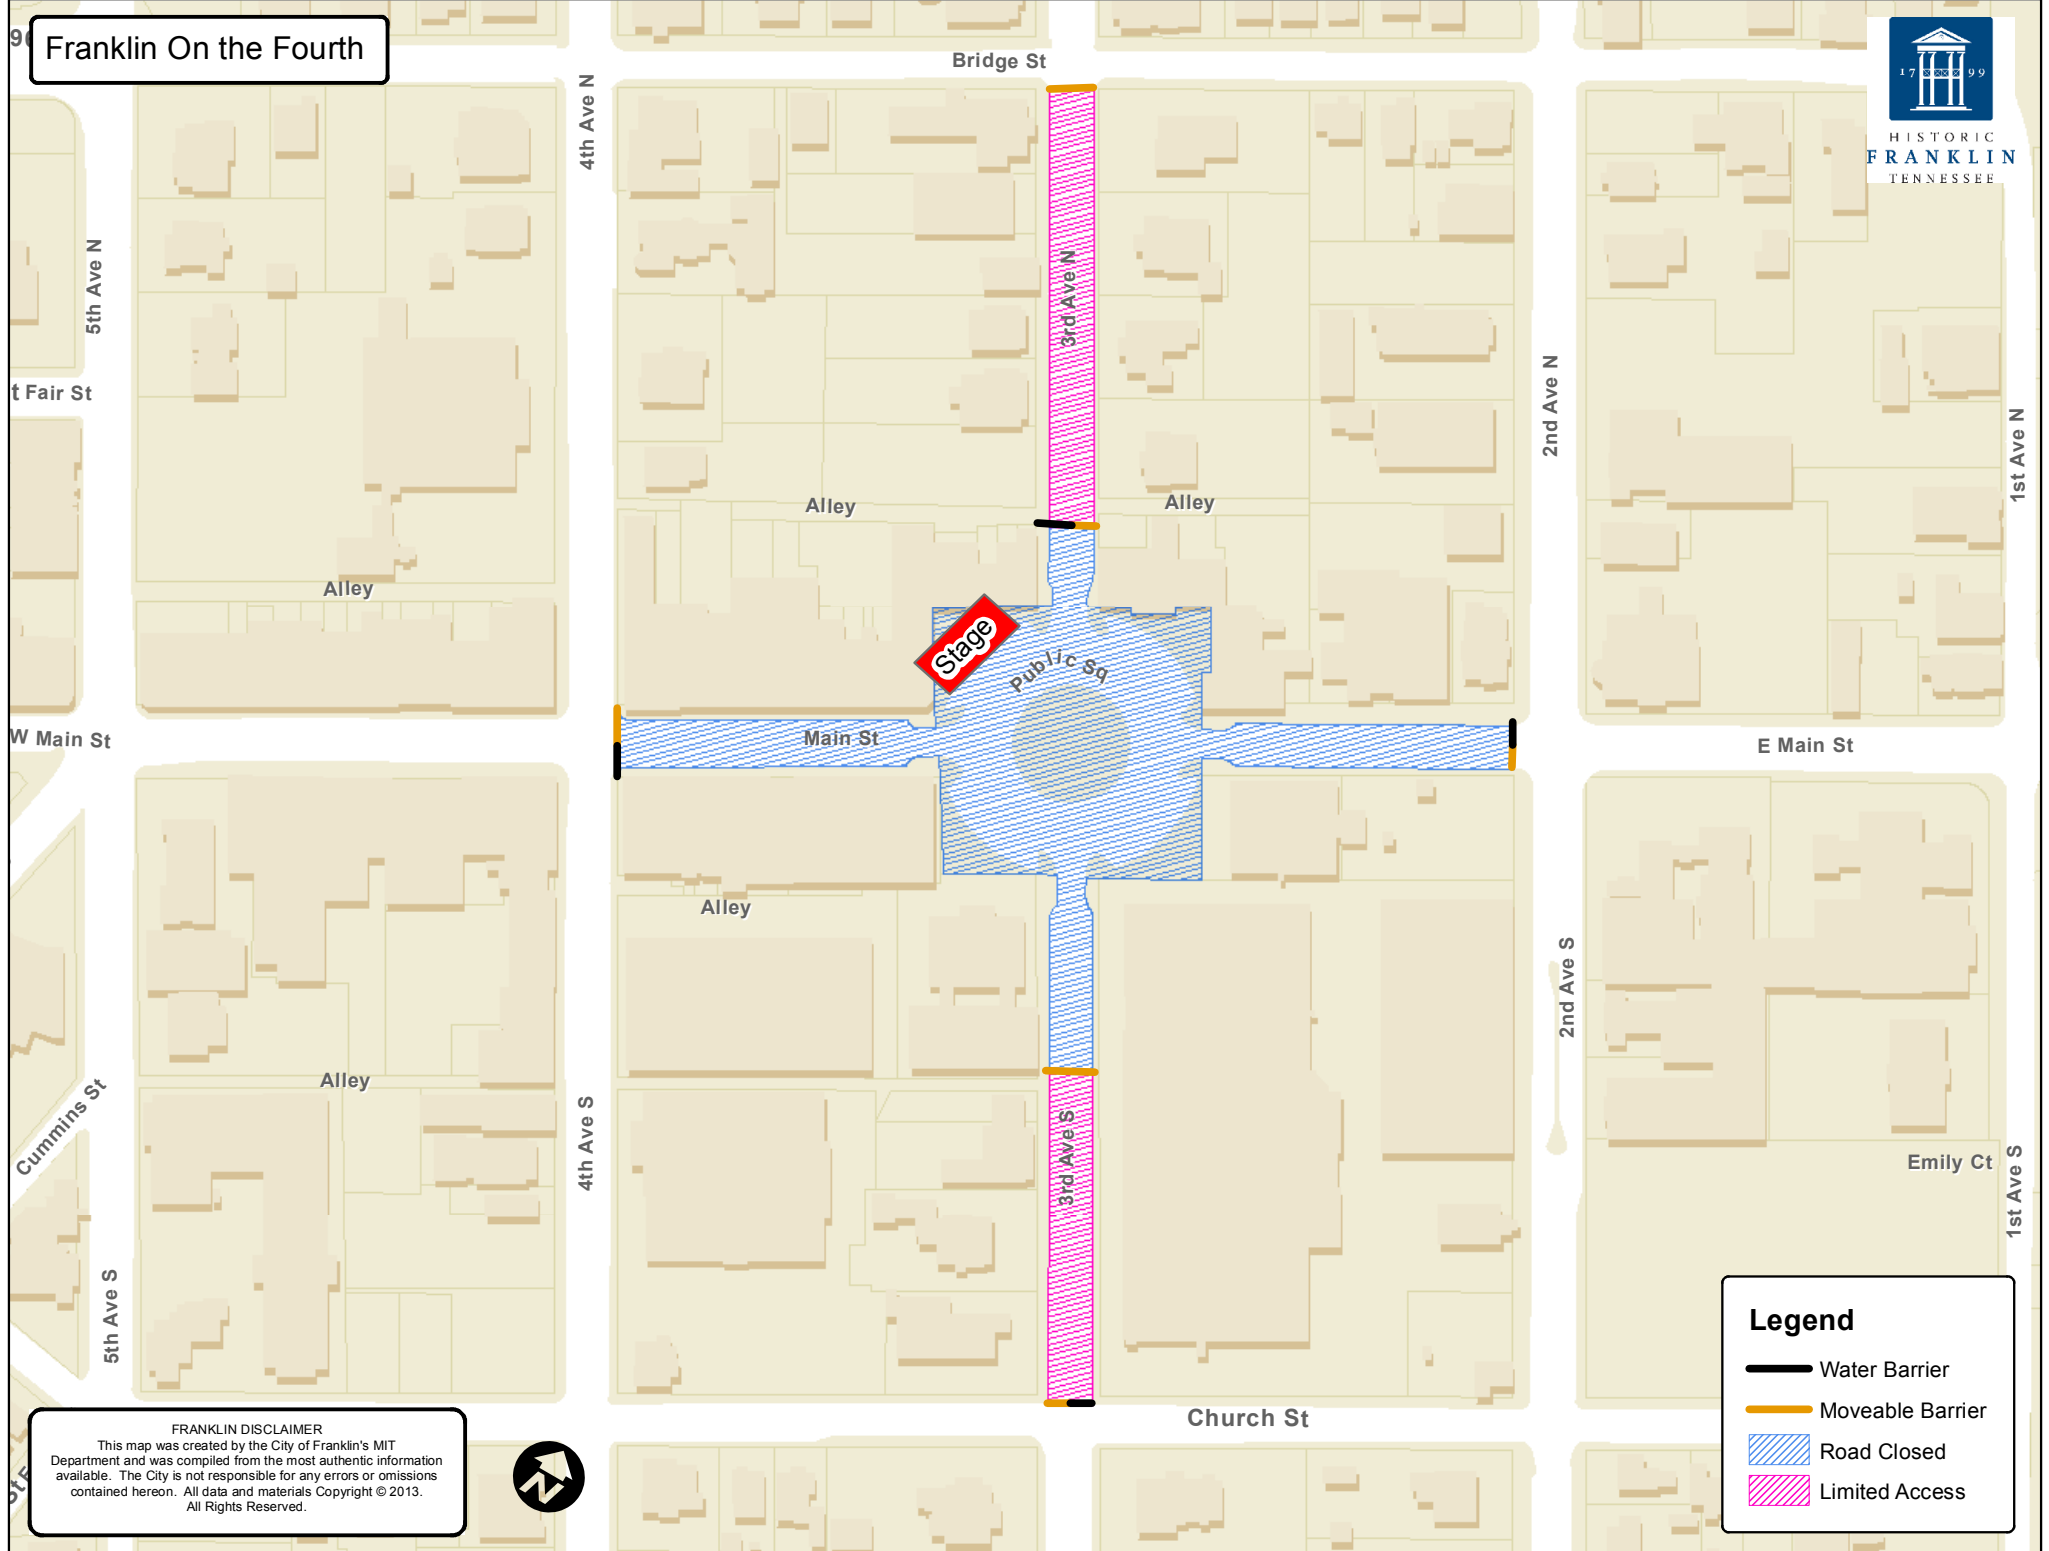 Franklin On the Fourth
Bridge St
17 99
HISTORIC
FRANKLIN
TENNESSEE
4th Ave N
5th Ave N
3rd Ave N
2nd Ave N
1st Ave N
t Fair St
Alley
Alley
Alley
Stage
Public Sq
W Main St
Main St
E Main St
Alley
2nd Ave S
Alley
Cummins St
4th Ave S
3rd Ave S
Emily Ct
1st Ave S
5th Ave S
Church St
Legend
Water Barrier
Moveable Barrier
Road Closed
Limited Access
FRANKLIN DISCLAIMER
This map was created by the City of Franklin's MIT
Department and was compiled from the most authentic information
available. The City is not responsible for any errors or omissions
contained hereon. All data and materials Copyright © 2013.
All Rights Reserved.
N